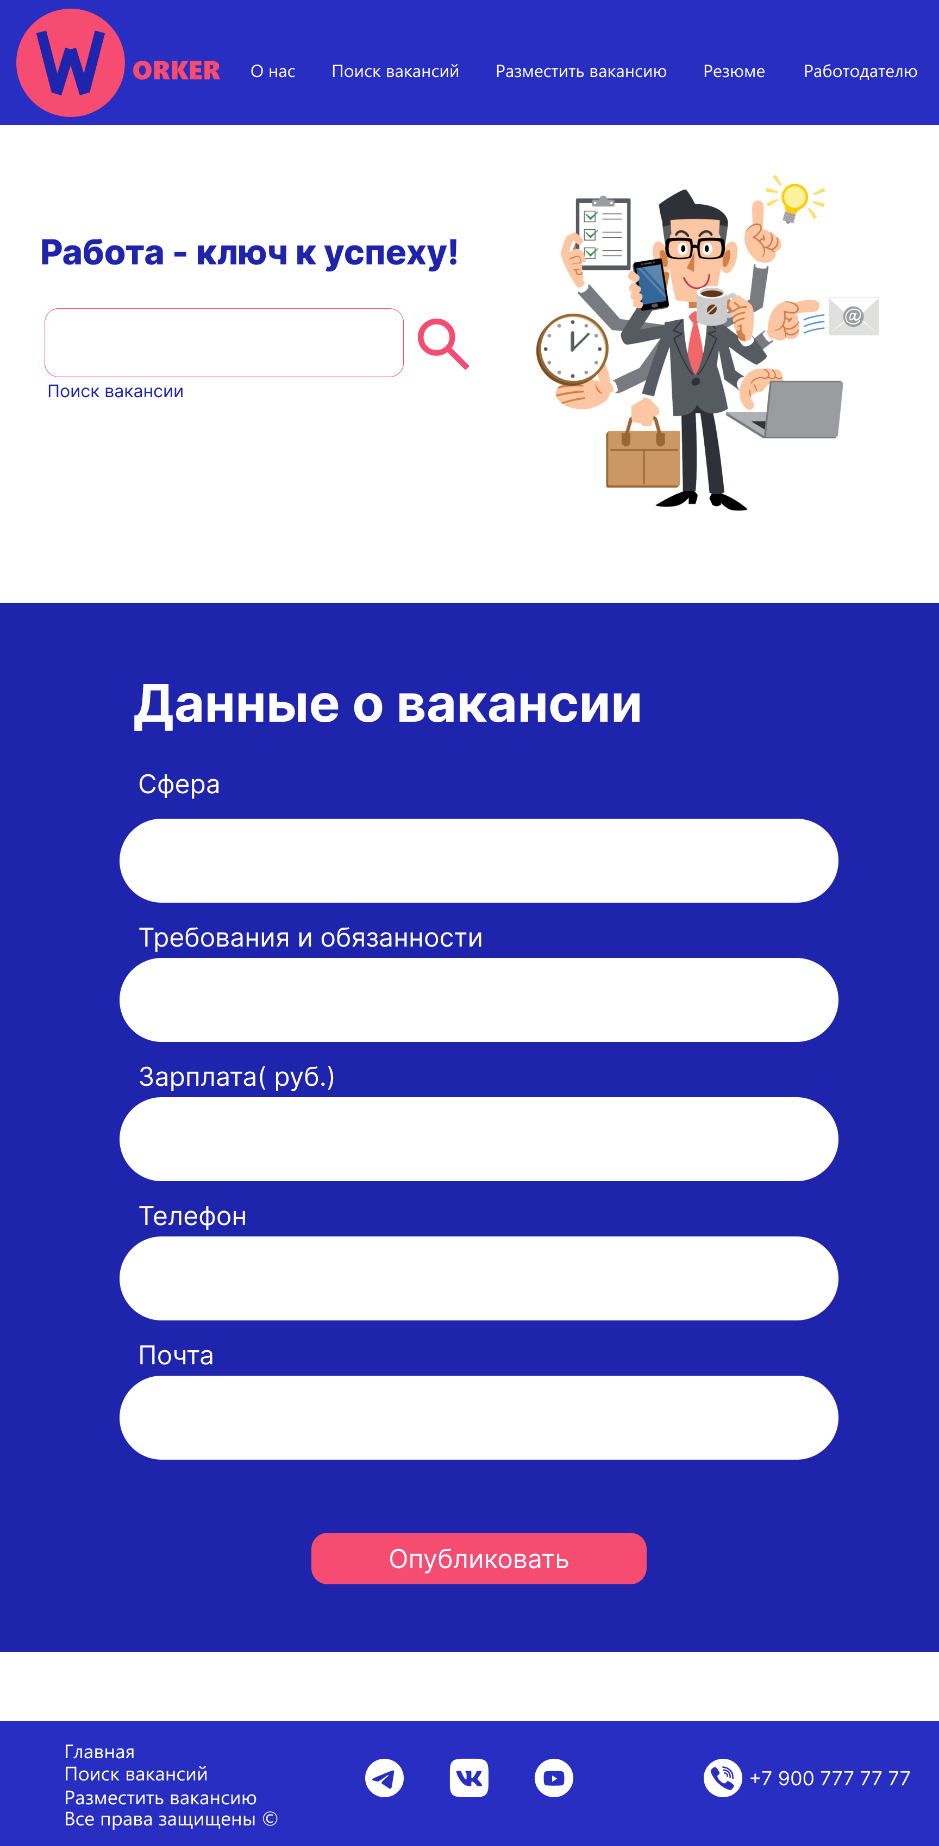 WORKER
О нас Поиск вакансий Разместить вакансию Резюме Работодателю
Работа - ключ к успеху!
Поиск вакансии
@
Данные о вакансии
Сфера
Требования и обязанности
Зарплата( руб.)
Телефон
Почта
Опубликовать
Главная
Поиск вакансий
Разместить вакансию
Все права защищены ©
+7 900 777 77 77